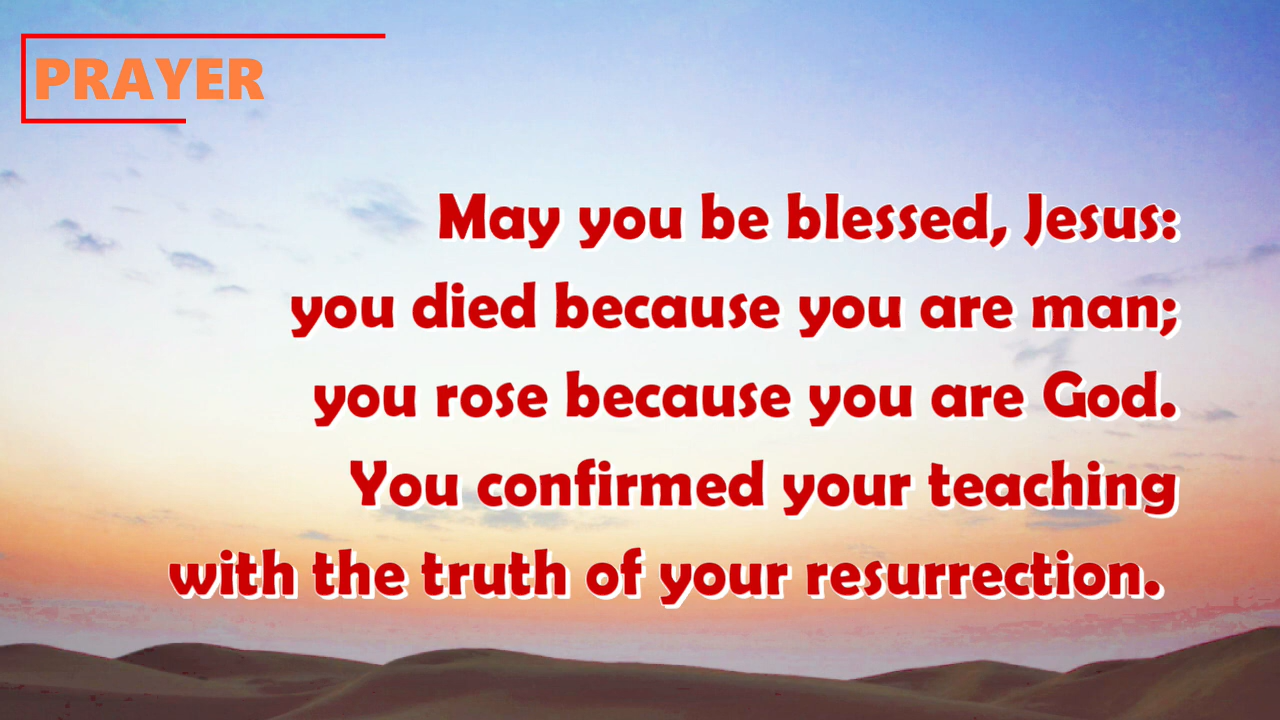 PRAYER
May you be blessed, Jesus:
you died because you are man;
you rose because you are God.
You confirmed your teaching
with the truth of your resurrection.